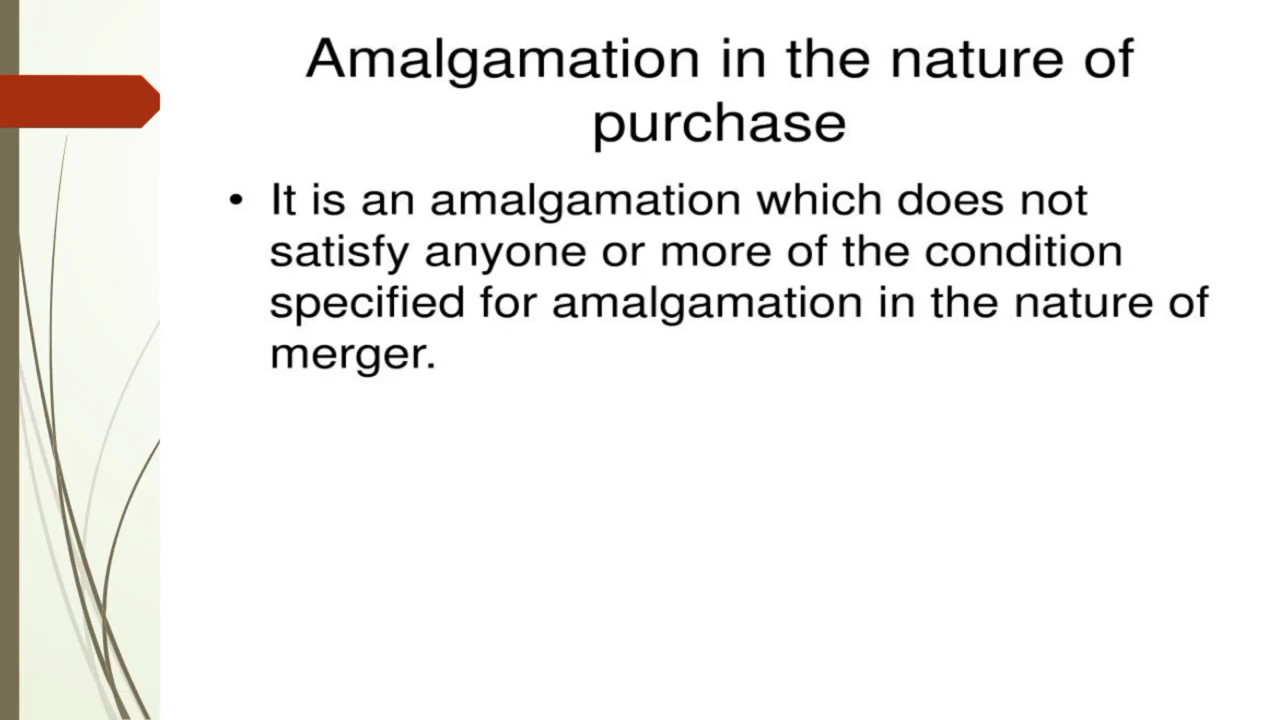 Amalgamation in the nature of
purchase
• It is an amalgamation which does not
satisfy anyone or more of the condition
specified for amalgamation in the nature of
merger.